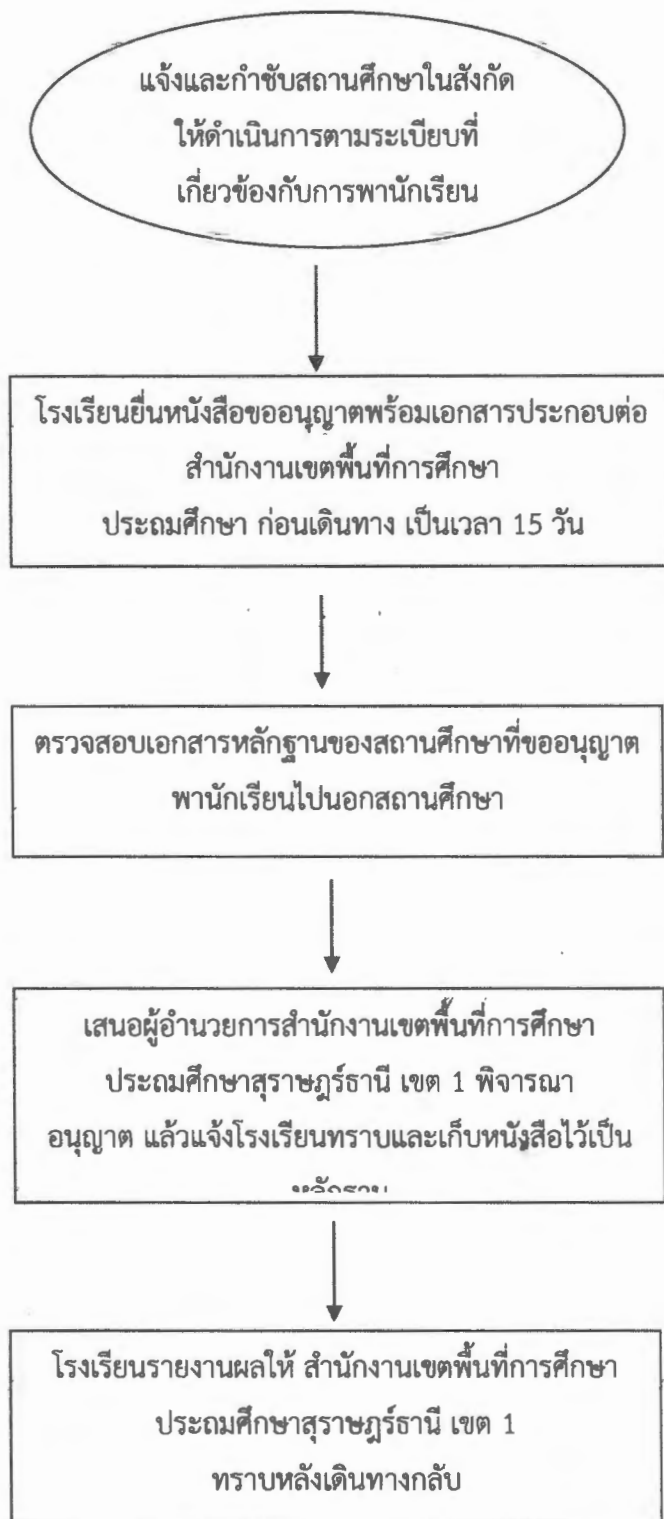 แจ้งและกำชับสถานศึกษาในสังกัด
ให้ดำเนินการตามระเบียบที่
เกี่ยวข้องกับการพานักเรียน
โรงเรียนยื่นหนังสือขออนุญาตพร้อมเอกสารประกอบต่อ
สำนักงานเขตพื้นที่การศึกษา
ประถมศึกษา ก่อนเดินทาง เป็นเวลา 15 วัน
ตรวจสอบเอกสารหลักฐานของสถานศึกษาที่ขออนุญาต
พานักเรียนไปนอกสถานศึกษา
เสนอผู้อำนวยการสำนักงานเขตพื้นที่การศึกษา
ประถมศึกษาสุราษฎร์ธานี เขต 1 พิจารณา
อนุญาต แล้วแจ้งโรงเรียนทราบและเก็บหนังสือไว้เป็น
โรงเรียนรายงานผลให้ สำนักงานเขตพื้นที่การศึกษา
ประถมศึกษาสุราษฎร์ธานี เขต 1
ทราบหลังเดินทางกลับ